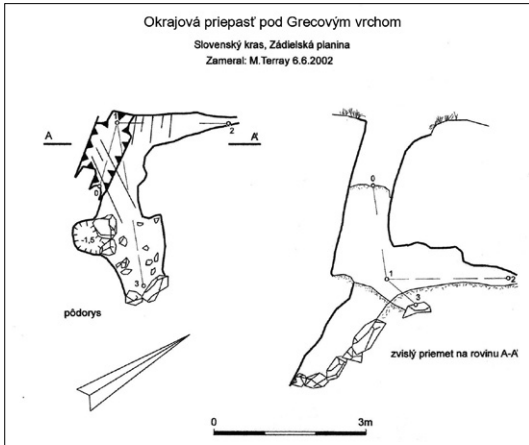 Okrajová priepasť pod Grecovým vrchom
Slovenský kras, Zádielská planina
Zameral: M.Terray 6.6.2002
A
A'
1
2
0
-1,5
3
pôdorys
0
1
2
3
zvislý priemet na rovinu A-A'
0
3m